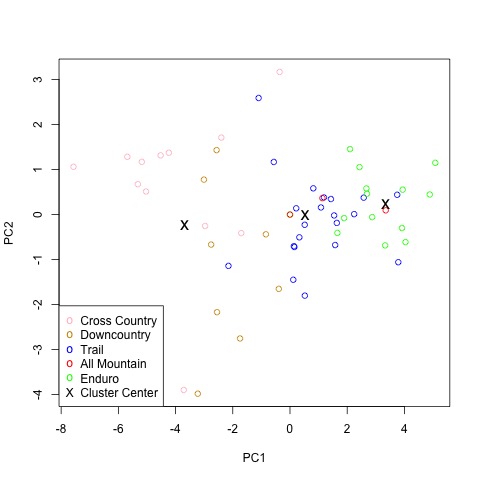 3
2
1
0
-1
-2
-3
-4
PC2
X
X
X
Cross Country
Downcountry
Trail
All Mountain
Enduro
X Cluster Center
-8 -6 -4 -2 0 2 4
PC1